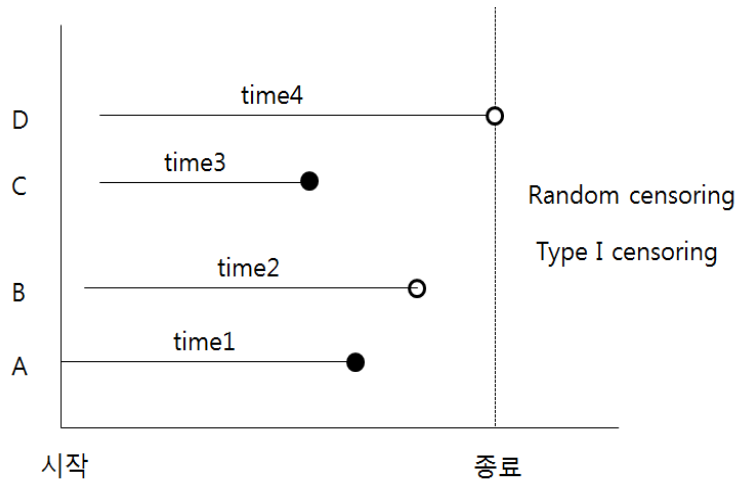 D
time4
C
time3
Random censoring
Type I censoring
B
time2
A
time1
시작
종료